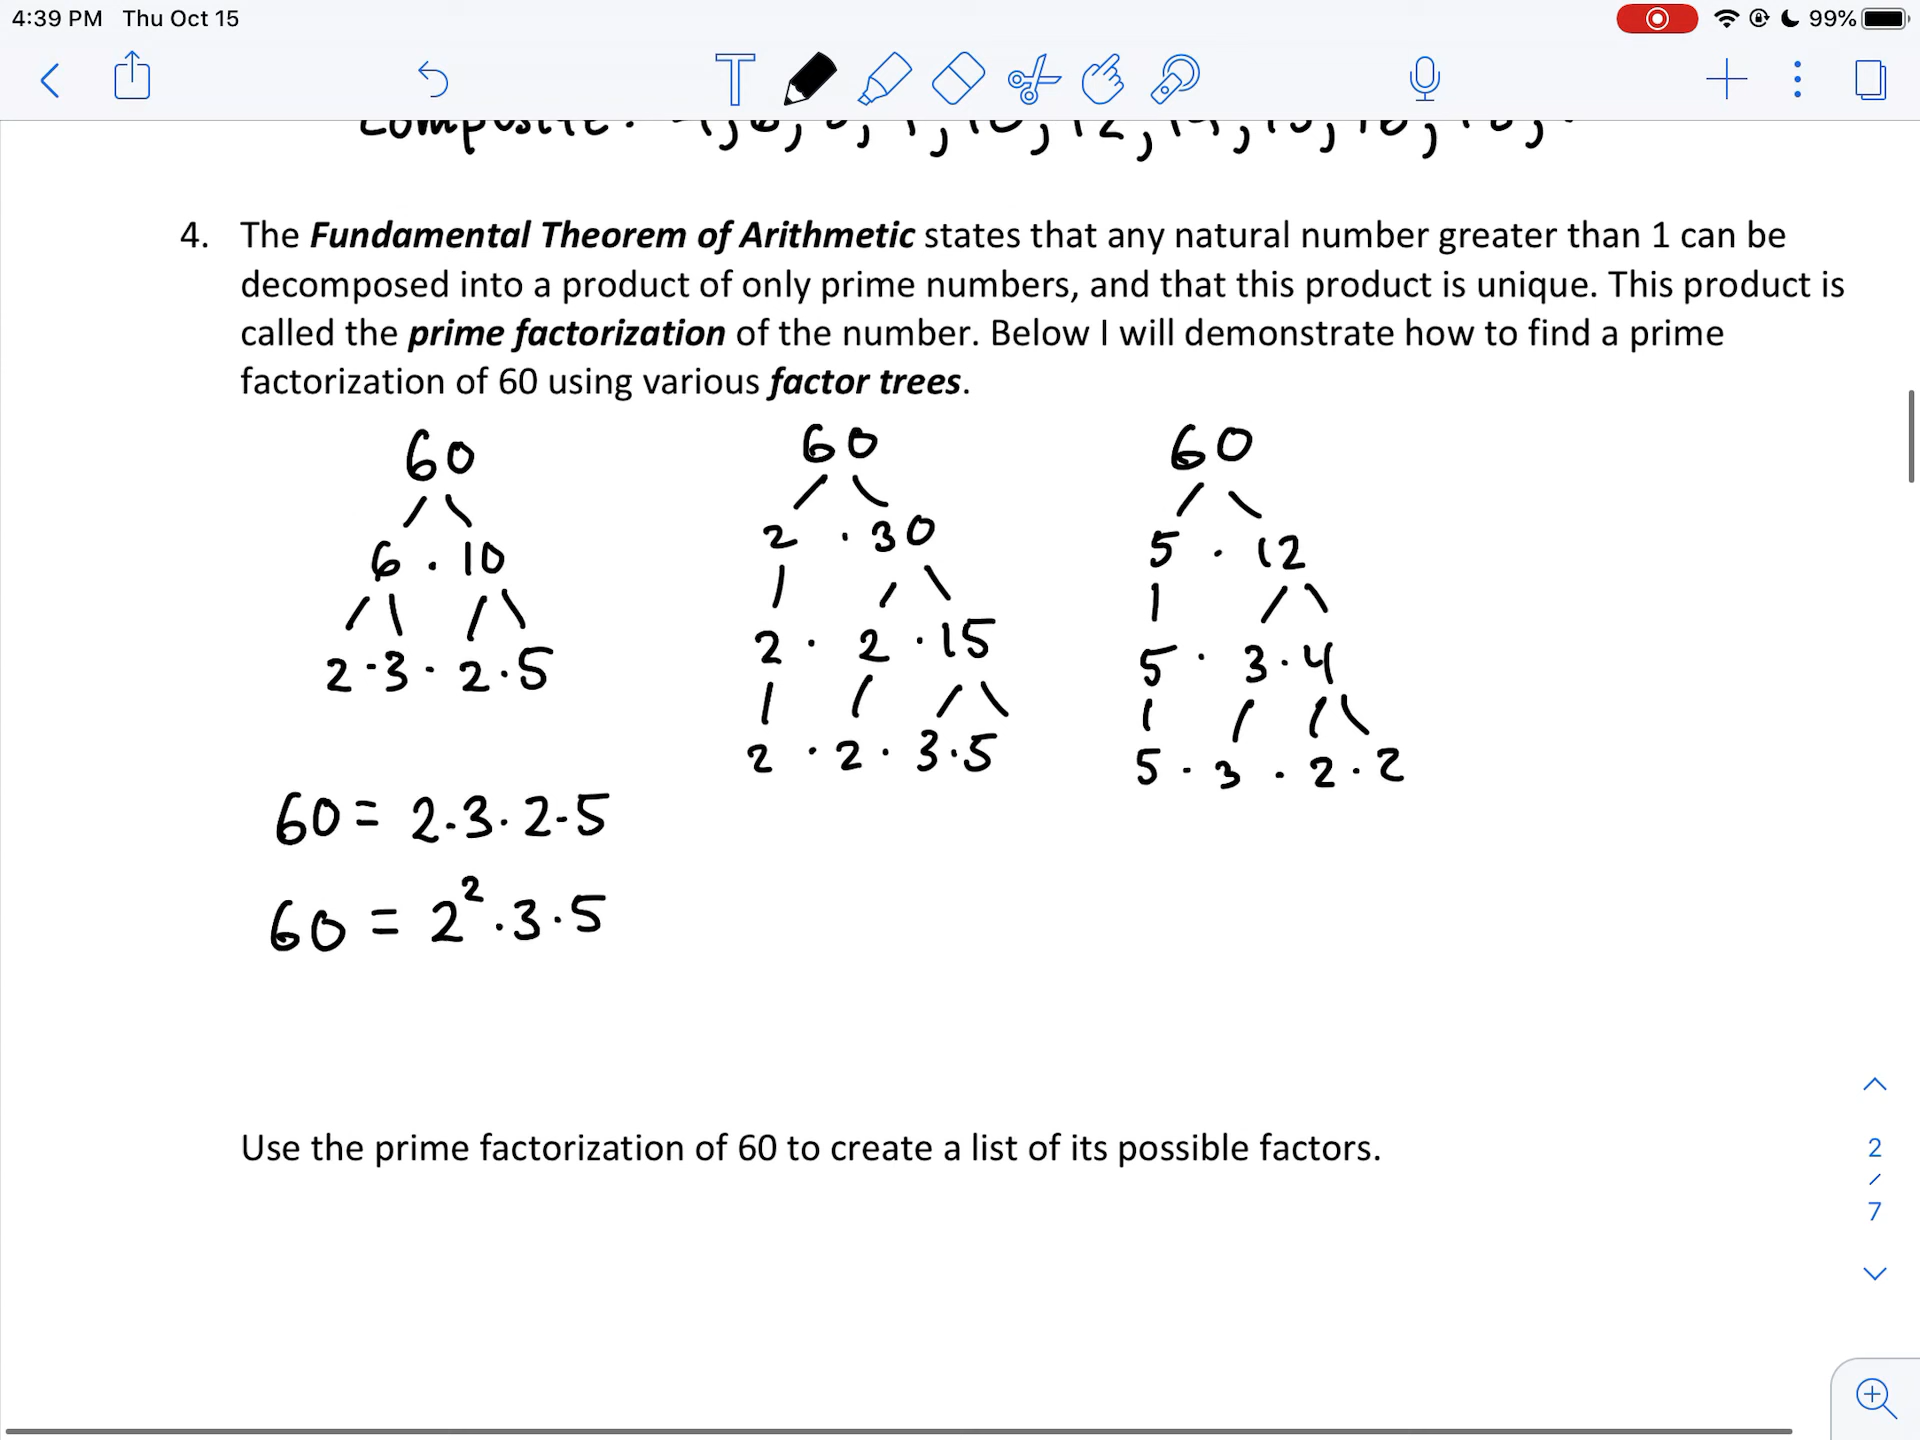 4:39 PM Thu Oct 15
99%
T
Composite:
4. The Fundamental Theorem of Arithmetic states that any natural number greater than 1 can be
decomposed into a product of only prime numbers, and that this product is unique. This product is
called the prime factorization of the number. Below I will demonstrate how to find a prime
factorization of 60 using various factor trees.
60
6 · 10
2 · 3 · 2 · 5
60
2 · 30
2 · 2 · 15
2 · 2 · 3 · 5
60
5 · 12
5 · 3 · 4
5 · 3 · 2 · 2
60 = 2 · 3 · 2 · 5
60 = 2² · 3 · 5
Use the prime factorization of 60 to create a list of its possible factors.
2
/
7